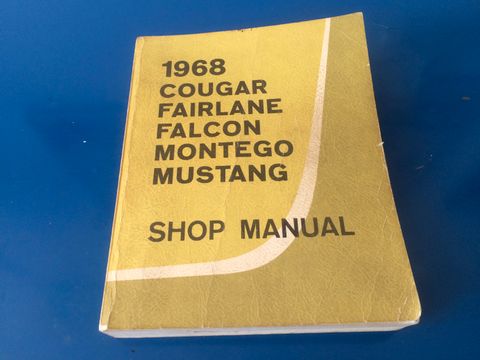 1968
COUGAR
FAIRLANE
FALCON
MONTEGO
MUSTANG
SHOP MANUAL